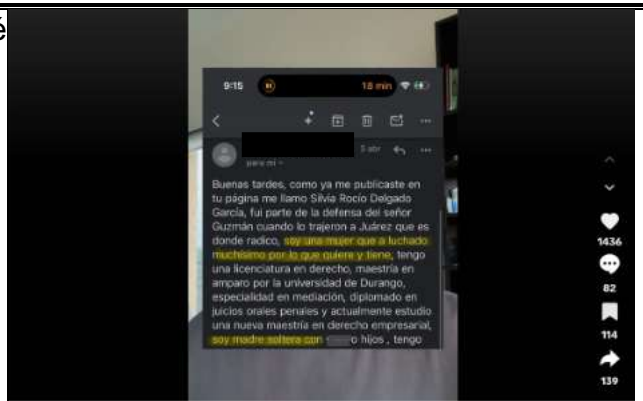 é
9:15 18 min
5 abr
para mí
Buenas tardes, como ya me publicaste en
tu página me llamo Silvia Rocío Delgado
García, fui parte de la defensa del señor
Guzmán cuando lo trajeron a Juárez que es
donde radico, soy una mujer que a luchado
muchísimo por lo que quiere y tiene, tengo
una licenciatura en derecho, maestría en
amparo por la universidad de Durango,
especialidad en mediación, diplomado en
juicios orales penales y actualmente estudio
una nueva maestría en derecho empresarial,
soy madre soltera con o hijos , tengo
1436
82
114
139